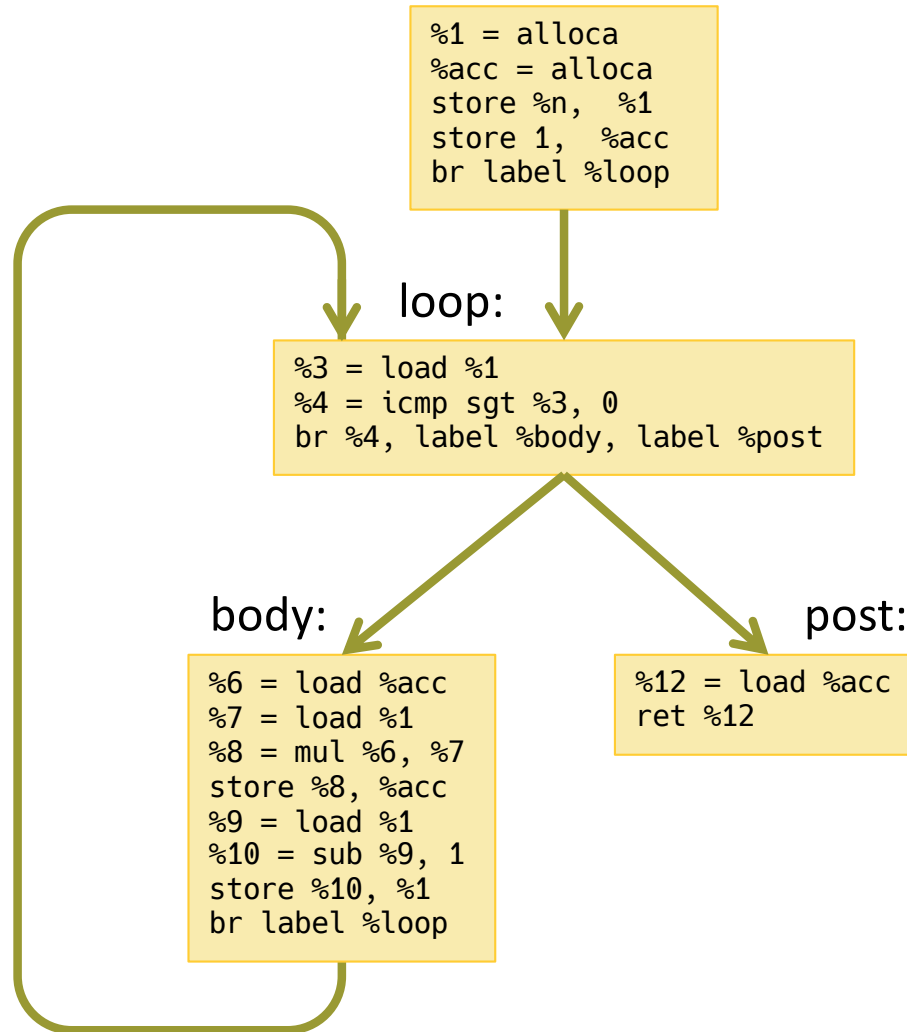 %1 = alloca
%acc = alloca
store %n,  %1
store 1,  %acc
br label %loop
loop:
%3 = load %1
%4 = icmp sgt %3, 0
br %4, label %body, label %post
body:
%6 = load %acc
%7 = load %1
%8 = mul %6, %7
store %8, %acc
%9 = load %1
%10 = sub %9, 1
store %10, %1
br label %loop
post:
%12 = load %acc
ret %12